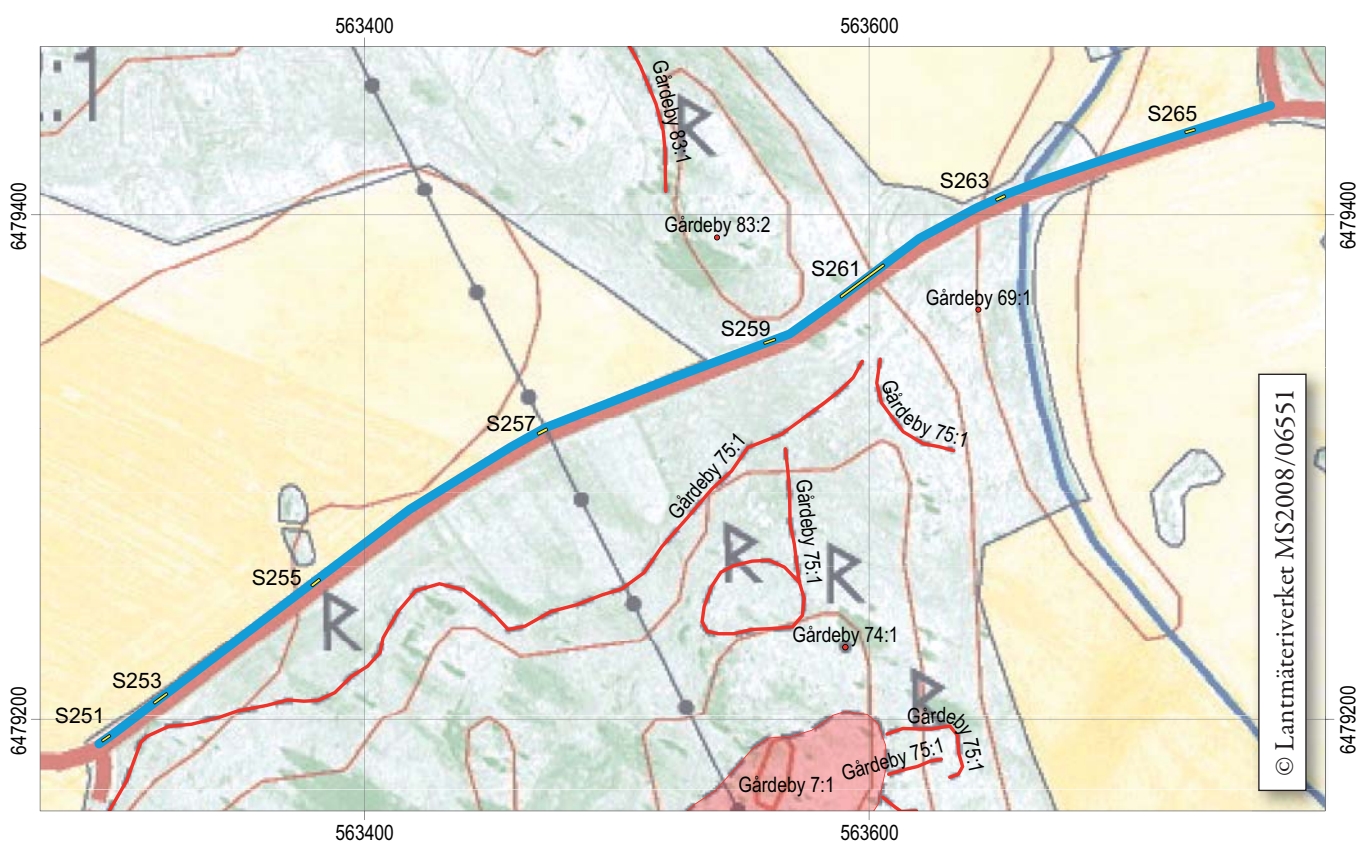 563400
563600
:1
R
Gårdeby 83:1
S265
S263
6479400
6479400
Gårdeby 83:2
S261
Gårdeby 69:1
S259
S257
Gårdeby 75:1
Gårdeby 75:1
Gårdeby 75:1
R
R
S255
R
Gårdeby 74:1
S253
R
S251
6479200
6479200
Gårdeby 75:1
Gårdeby 75:1
Gårdeby 7:1
© Lantmäteriverket MS2008/06551
563400
563600